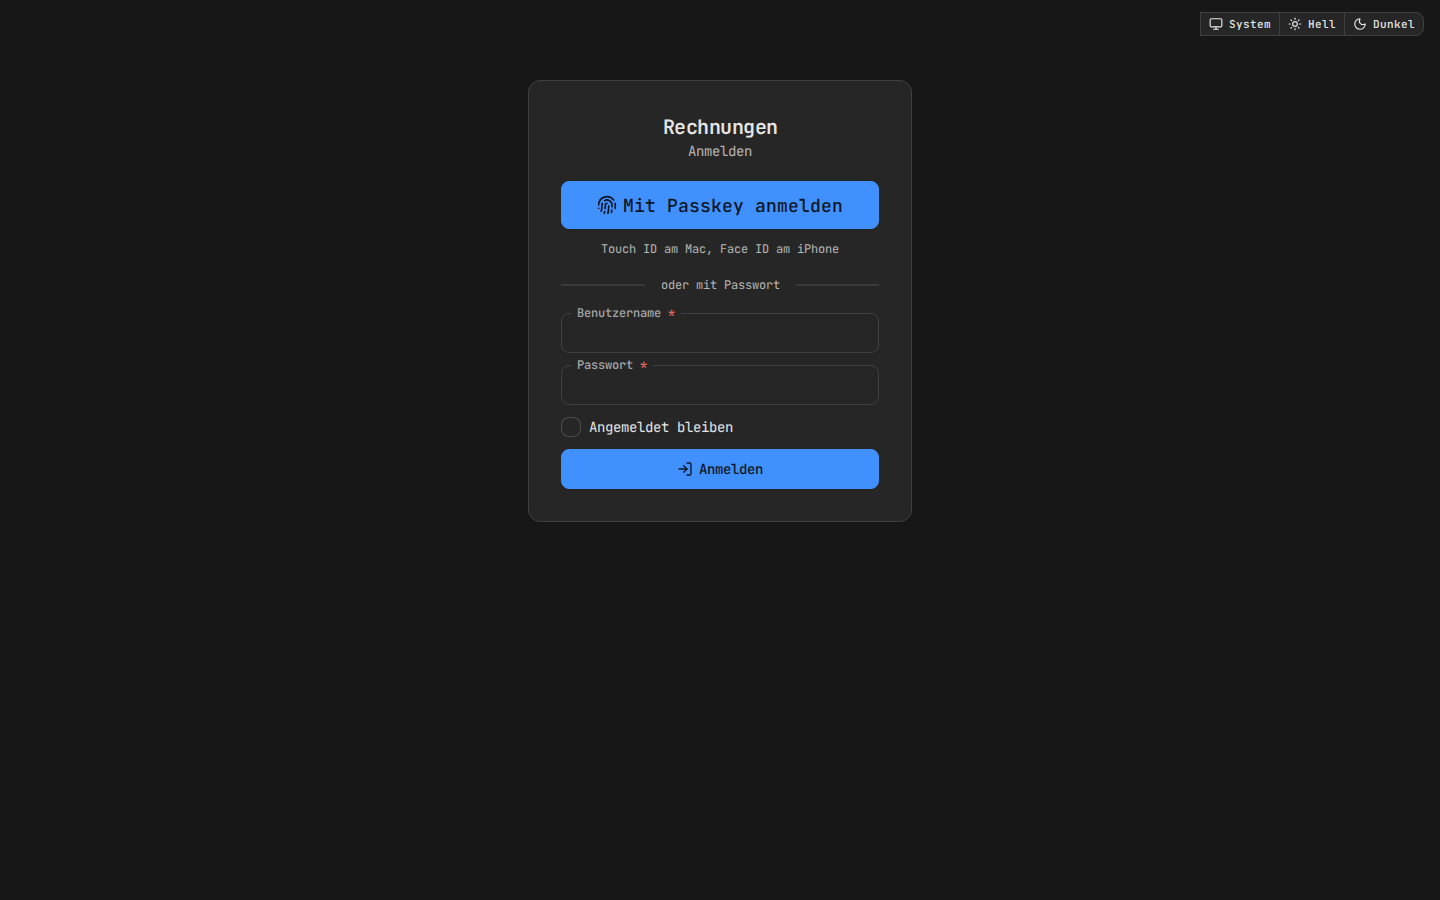 System Hell Dunkel
Rechnungen
Anmelden
Mit Passkey anmelden
Touch ID am Mac, Face ID am iPhone
oder mit Passwort
Benutzername *
Passwort *
Angemeldet bleiben
Anmelden